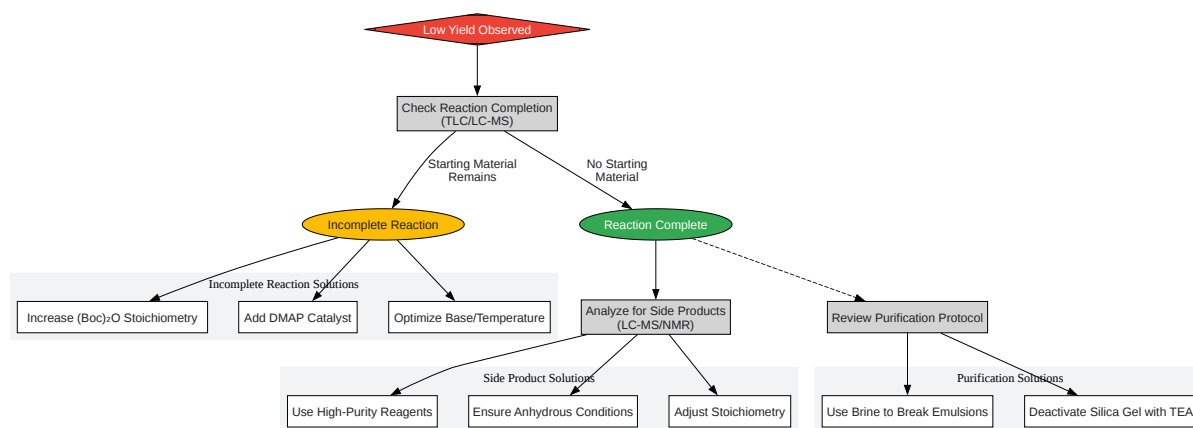 Low Yield Observed
Check Reaction Completion
(TLC/LC-MS)
Starting Material
Remains
No Starting
Material
Incomplete Reaction
Reaction Complete
Incomplete Reaction Solutions
Increase (Boc)₂O Stoichiometry
Add DMAP Catalyst
Optimize Base/Temperature
Analyze for Side Products
(LC-MS/NMR)
Review Purification Protocol
Side Product Solutions
Use High-Purity Reagents
Ensure Anhydrous Conditions
Adjust Stoichiometry
Purification Solutions
Use Brine to Break Emulsions
Deactivate Silica Gel with TEA